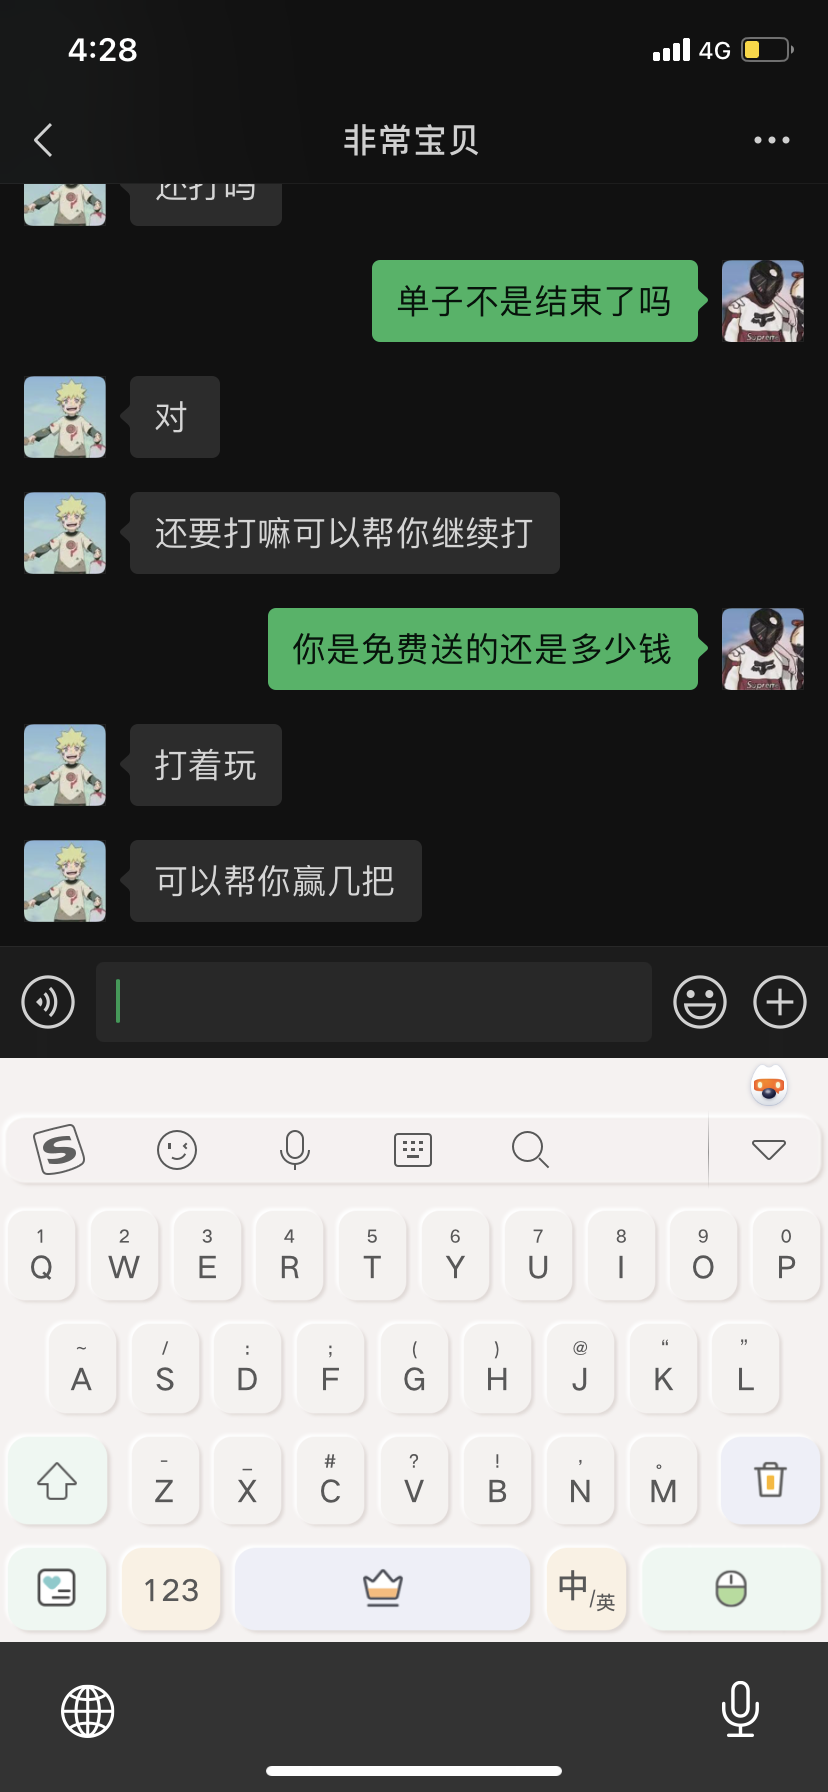 4:28
4G
非常宝贝
还打吗
单子不是结束了吗
对
还要打嘛可以帮你继续打
你是免费送的还是多少钱
打着玩
可以帮你赢几把
S
1 2 3 4 5 6 7 8 9 0
Q W E R T Y U I O P
~ / : ; ( ) @ “ ”
A S D F G H J K L
- _ # ? ! ， 。
Z X C V B N M
123
中/英